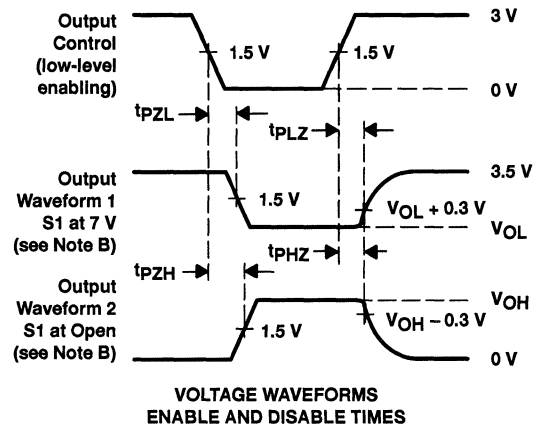 Output
Control
(low-level
enabling)
1.5 V
1.5 V
3 V
0 V
tPZL
tPLZ
Output
Waveform 1
S1 at 7 V
(see Note B)
1.5 V
3.5 V
VOL + 0.3 V
VOL
tPZH
tPHZ
Output
Waveform 2
S1 at Open
(see Note B)
1.5 V
VOH
VOH – 0.3 V
0 V
VOLTAGE WAVEFORMS
ENABLE AND DISABLE TIMES